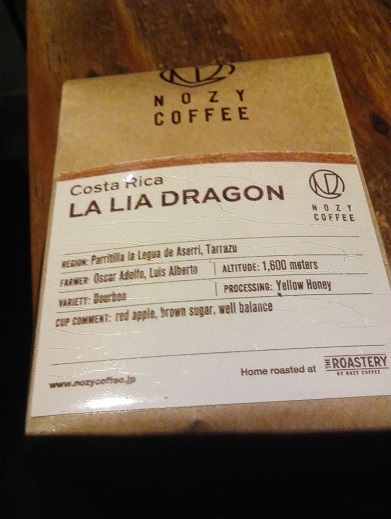 NOZY
COFFEE
Costa Rica
LA LIA DRAGON
NOZY
COFFEE
REGION: Parritilla la Legua de Aserri, Tarrazu
FARMER: Oscar Adolfo, Luis Alberto
ALTITUDE: 1,600 meters
VARIETY: Bourbon
PROCESSING: Yellow Honey
CUP COMMENT: red apple, brown sugar, well balance
www.nozycoffee.jp
Home roasted at
THE ROASTERY
BY NOZY COFFEE